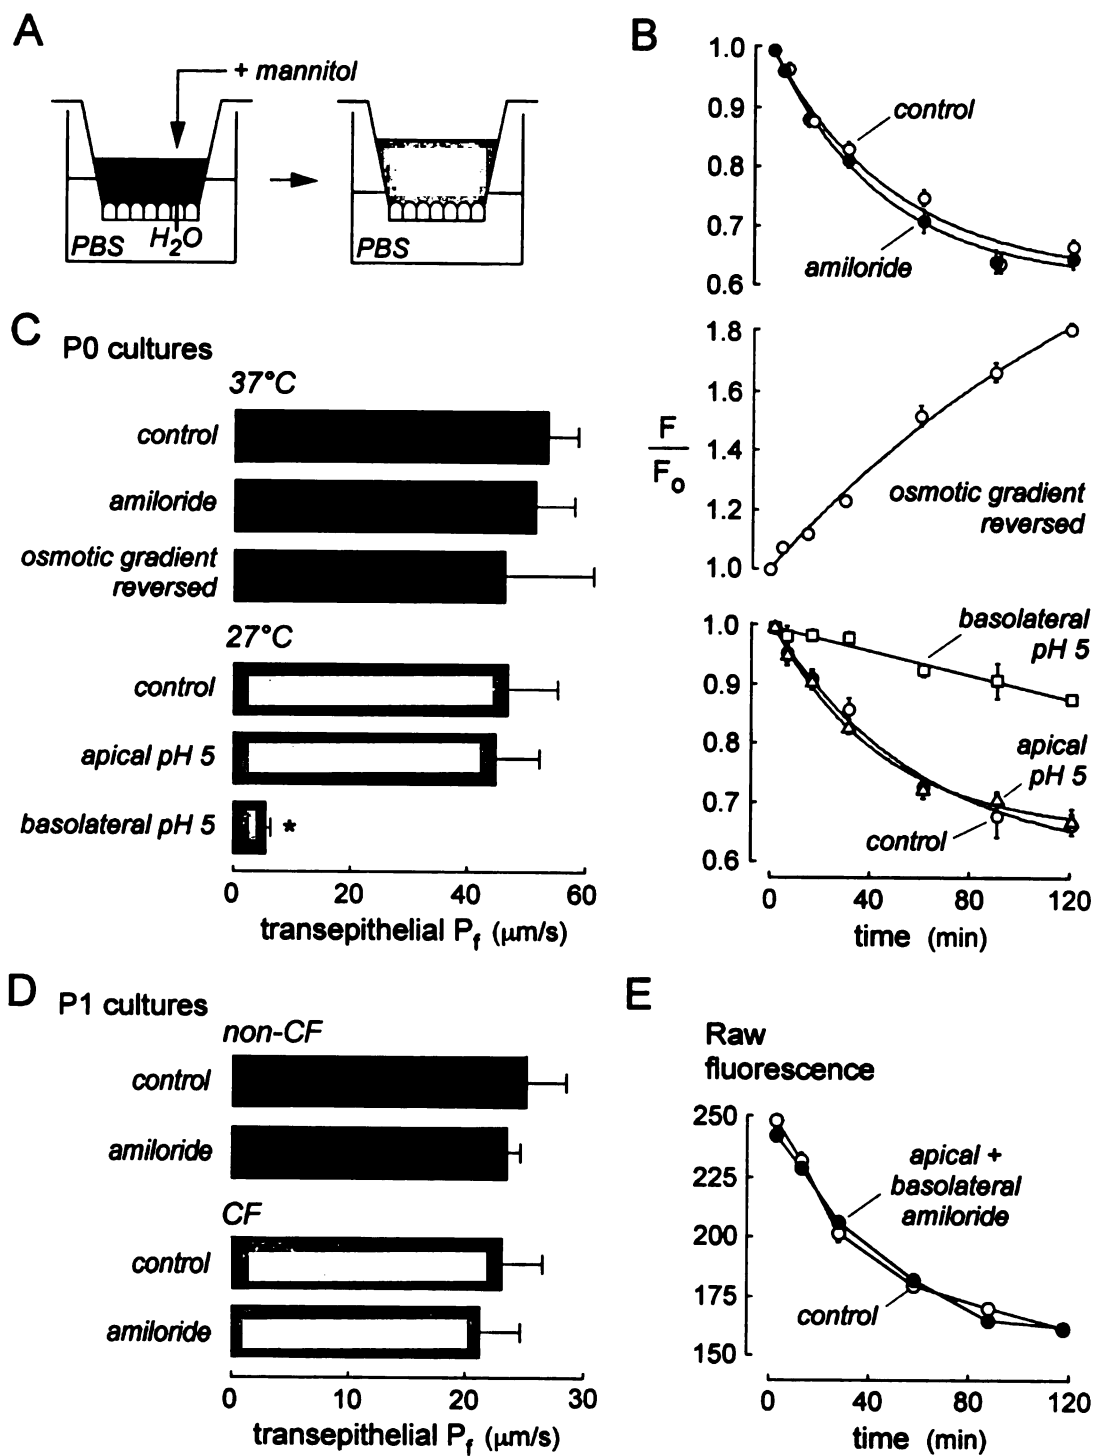 A
+ mannitol
PBS
H2O
PBS
B
1.0
0.9
0.8
0.7
0.6
control
amiloride
1.8
1.6
1.4
1.2
1.0
F
Fo
osmotic gradient
reversed
1.0
0.9
0.8
0.7
0.6
basolateral
pH 5
apical
pH 5
control
0
40
80
120
time (min)
C
P0 cultures
37°C
control
amiloride
osmotic gradient
reversed
27°C
control
apical pH 5
basolateral pH 5
*
0
20
40
60
transepithelial Pf (μm/s)
D
P1 cultures
non-CF
control
amiloride
CF
control
amiloride
0
10
20
30
transepithelial Pf (μm/s)
E
Raw
fluorescence
250
225
200
175
150
apical +
basolateral
amiloride
control
0
40
80
120
time (min)